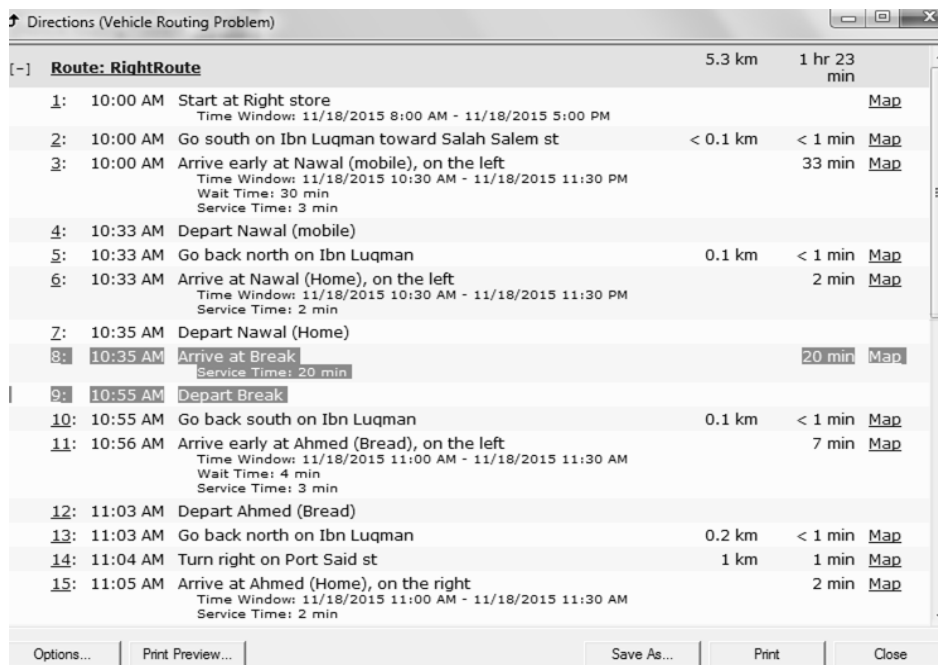 Directions (Vehicle Routing Problem)
[-] Route: RightRoute 5.3 km 1 hr 23 min
1: 10:00 AM Start at Right store Map
Time Window: 11/18/2015 8:00 AM - 11/18/2015 5:00 PM
2: 10:00 AM Go south on Ibn Luqman toward Salah Salem st < 0.1 km < 1 min Map
3: 10:00 AM Arrive early at Nawal (mobile), on the left 33 min Map
Time Window: 11/18/2015 10:30 AM - 11/18/2015 11:30 PM
Wait Time: 30 min
Service Time: 3 min
4: 10:33 AM Depart Nawal (mobile)
5: 10:33 AM Go back north on Ibn Luqman 0.1 km < 1 min Map
6: 10:33 AM Arrive at Nawal (Home), on the left 2 min Map
Time Window: 11/18/2015 10:30 AM - 11/18/2015 11:30 PM
Service Time: 2 min
7: 10:35 AM Depart Nawal (Home)
8: 10:35 AM Arrive at Break 20 min Map
Service Time: 20 min
9: 10:55 AM Depart Break
10: 10:55 AM Go back south on Ibn Luqman 0.1 km < 1 min Map
11: 10:56 AM Arrive early at Ahmed (Bread), on the left 7 min Map
Time Window: 11/18/2015 11:00 AM - 11/18/2015 11:30 AM
Wait Time: 4 min
Service Time: 3 min
12: 11:03 AM Depart Ahmed (Bread)
13: 11:03 AM Go back north on Ibn Luqman 0.2 km < 1 min Map
14: 11:04 AM Turn right on Port Said st 1 km 1 min Map
15: 11:05 AM Arrive at Ahmed (Home), on the right 2 min Map
Time Window: 11/18/2015 11:00 AM - 11/18/2015 11:30 AM
Service Time: 2 min
Options... Print Preview... Save As... Print Close